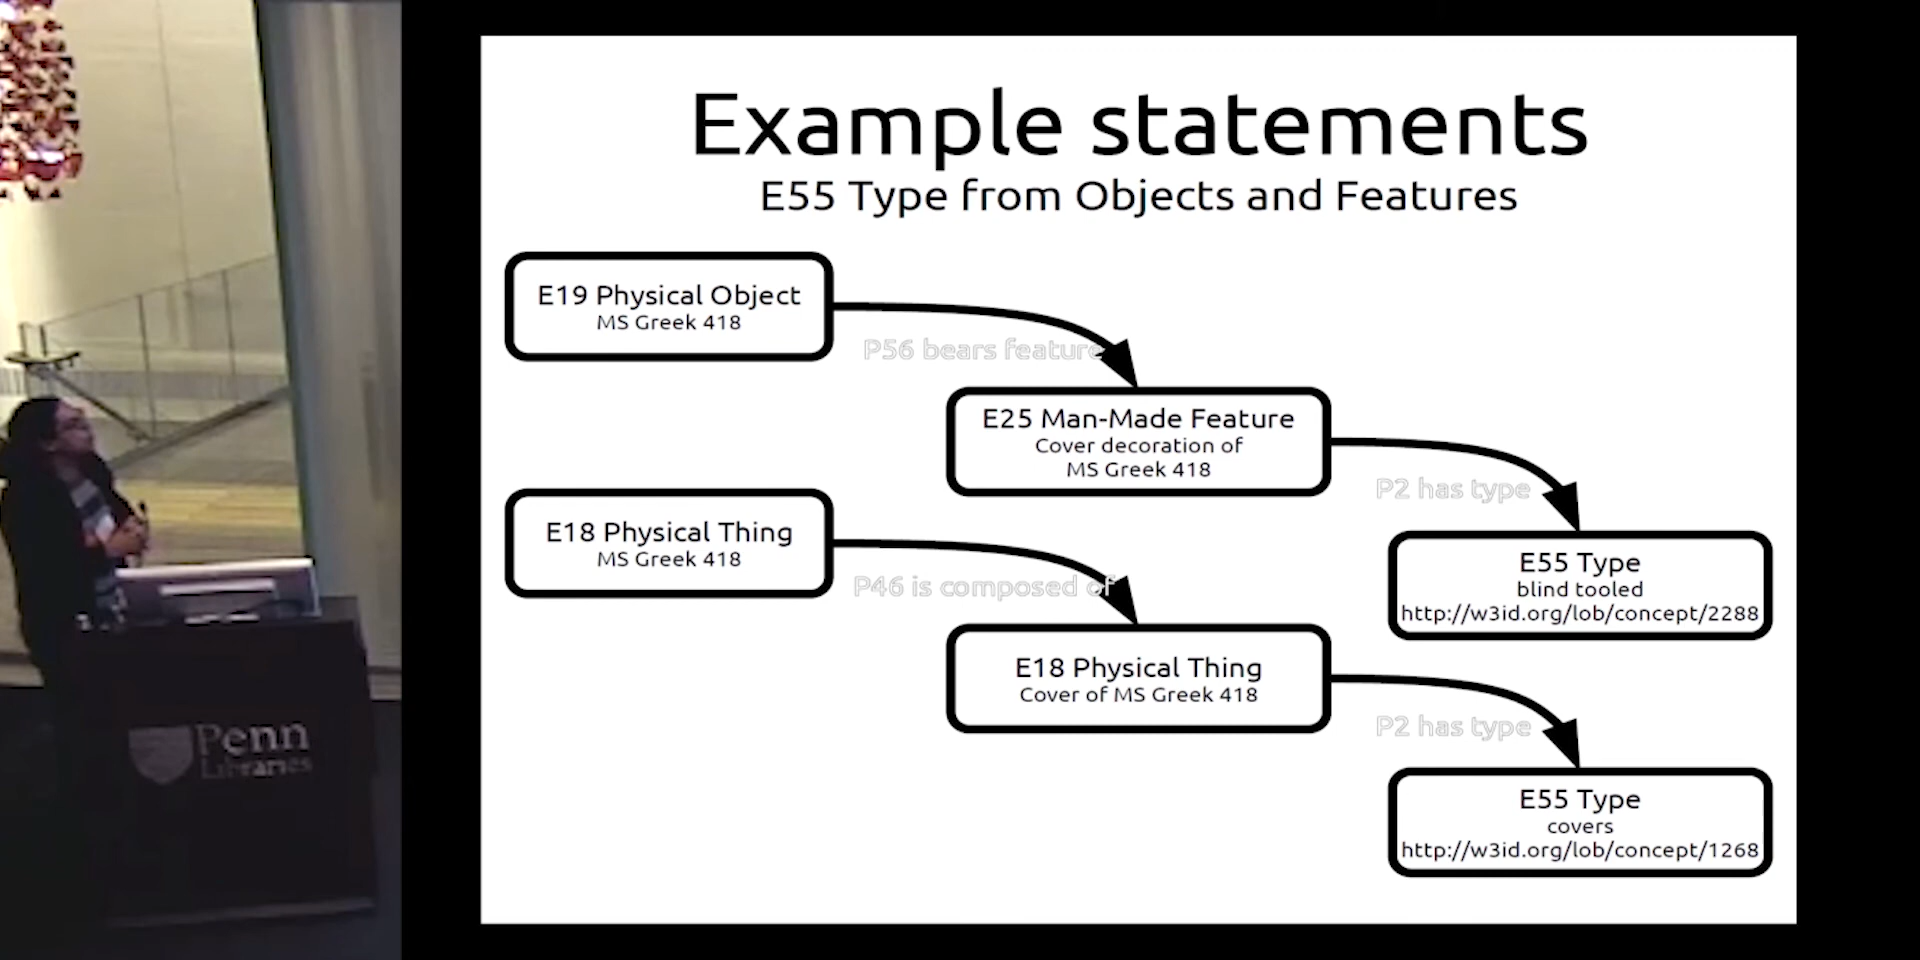 Example statements
E55 Type from Objects and Features
E19 Physical Object
MS Greek 418
P56 bears feature
E25 Man-Made Feature
Cover decoration of
MS Greek 418
P2 has type
E55 Type
blind tooled
http://w3id.org/lob/concept/2288
E18 Physical Thing
MS Greek 418
P46 is composed of
E18 Physical Thing
Cover of MS Greek 418
P2 has type
E55 Type
covers
http://w3id.org/lob/concept/1268
Penn
Libraries